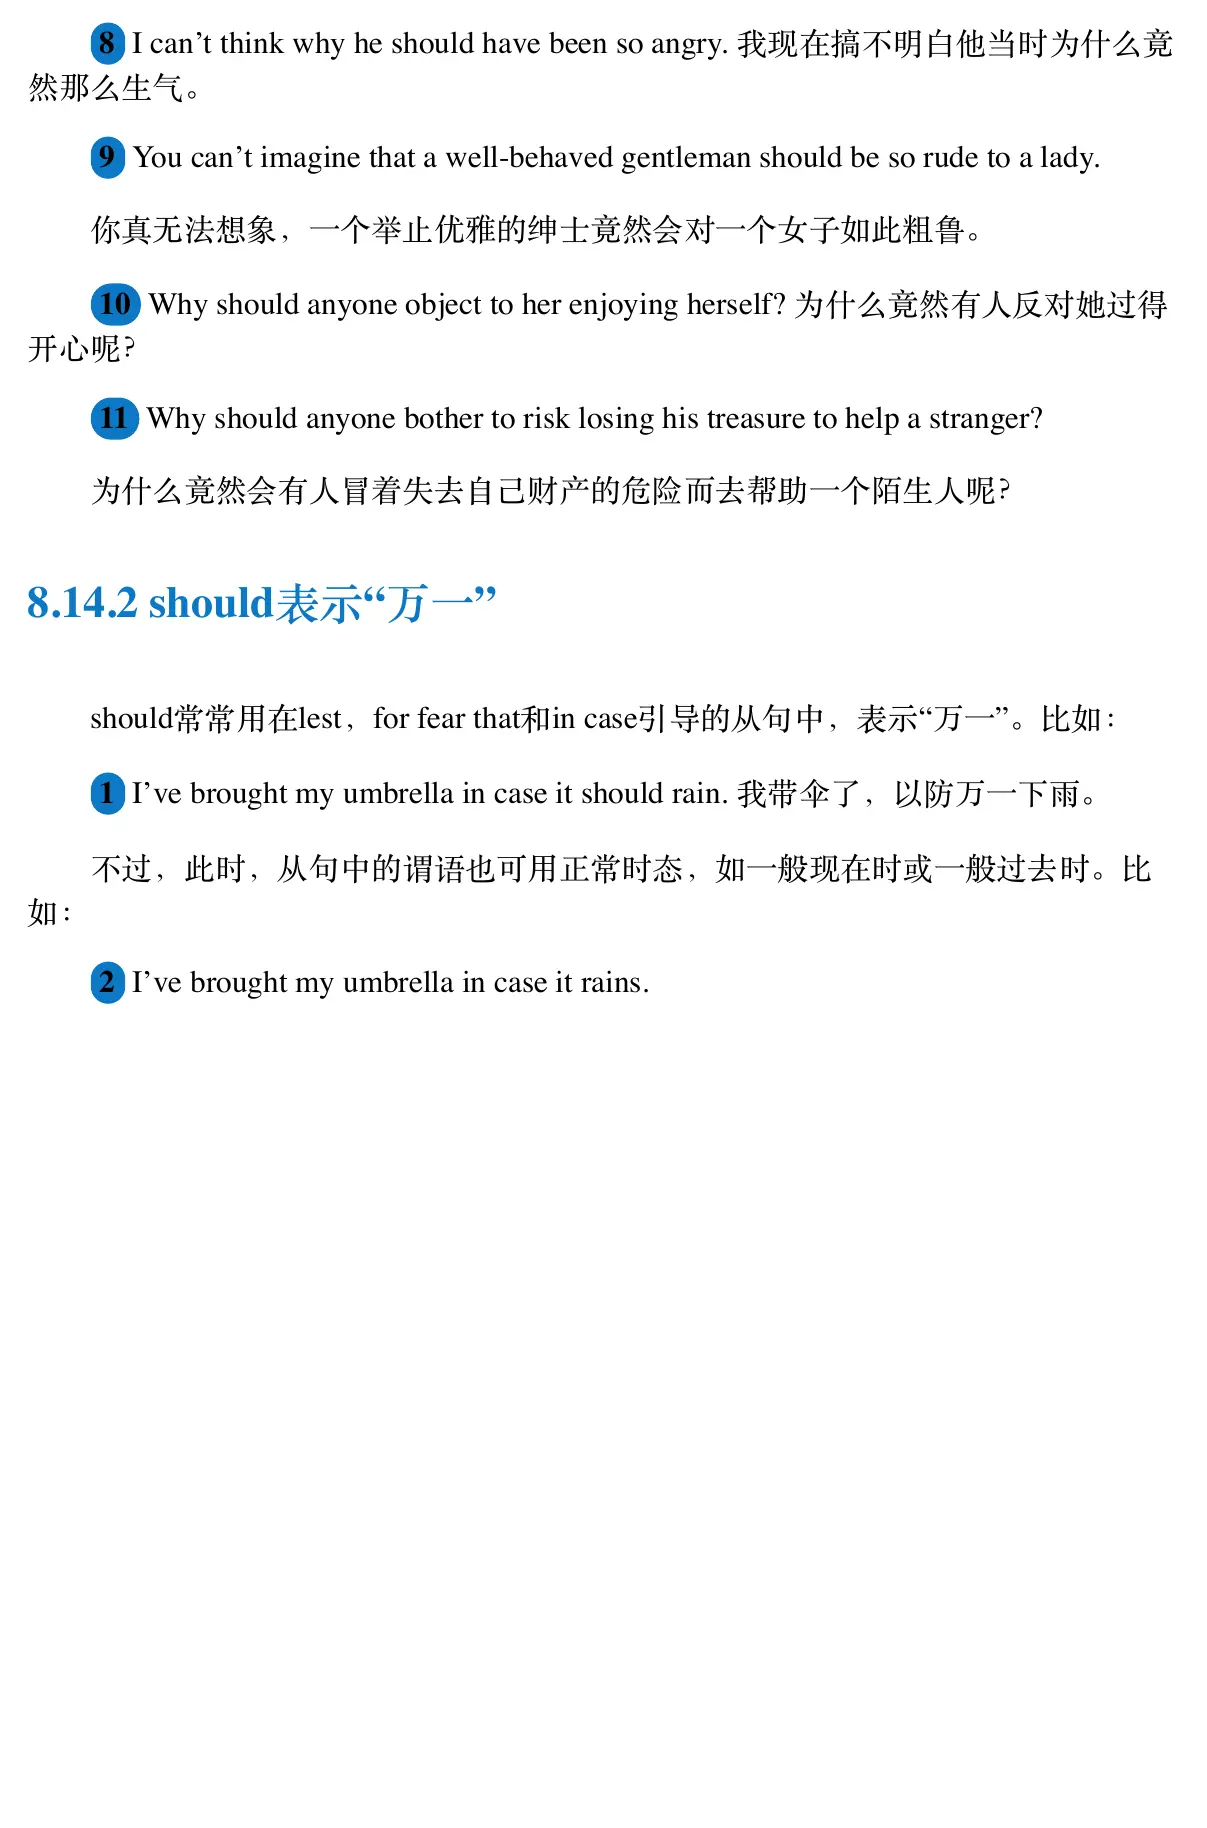 8 I can’t think why he should have been so angry. 我现在搞不明白他当时为什么竟
然那么生气。
9 You can’t imagine that a well-behaved gentleman should be so rude to a lady.
你真无法想象，一个举止优雅的绅士竟然会对一个女子如此粗鲁。
10 Why should anyone object to her enjoying herself? 为什么竟然有人反对她过得
开心呢？
11 Why should anyone bother to risk losing his treasure to help a stranger?
为什么竟然会有人冒着失去自己财产的危险而去帮助一个陌生人呢？
8.14.2 should表示“万一”
should常常用在lest，for fear that和in case引导的从句中，表示“万一”。比如：
1 I’ve brought my umbrella in case it should rain. 我带伞了，以防万一下雨。
不过，此时，从句中的谓语也可用正常时态，如一般现在时或一般过去时。比
如：
2 I’ve brought my umbrella in case it rains.